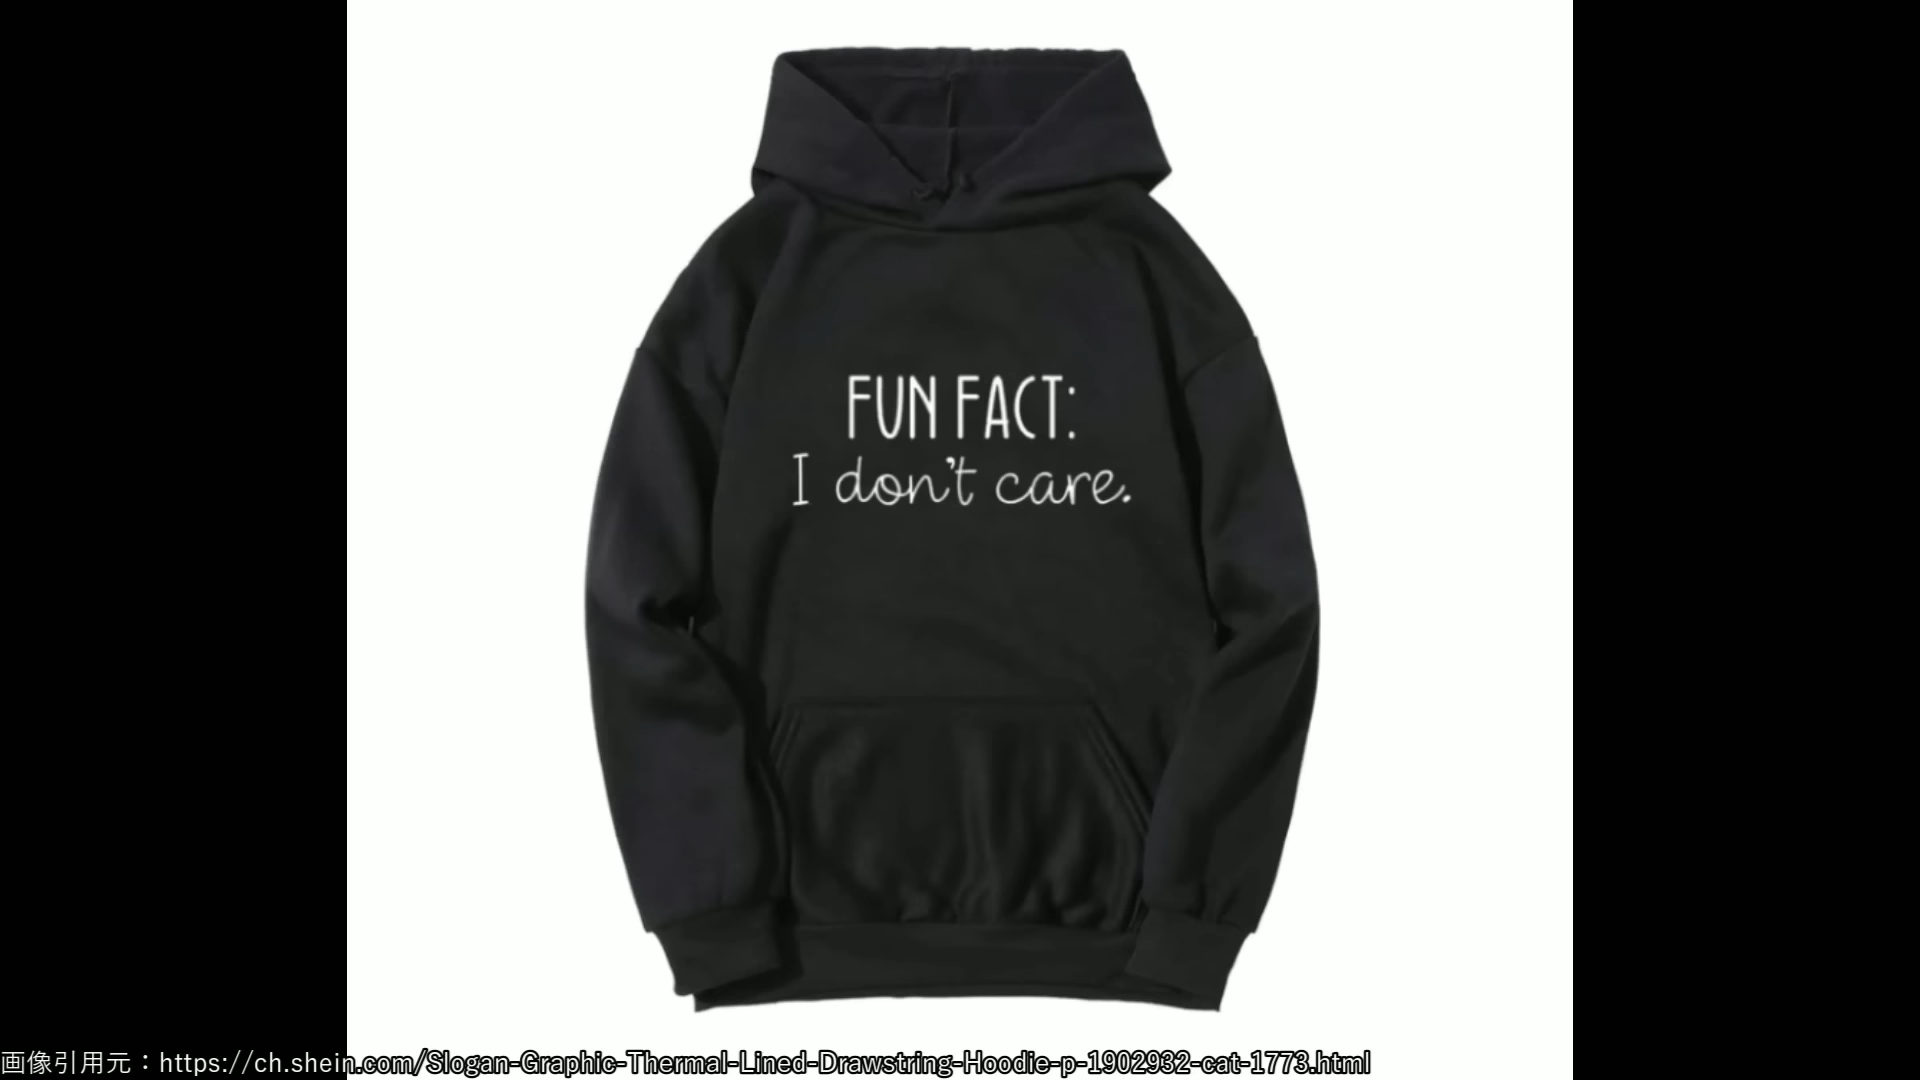 FUN FACT:
I don't care.
画像引用元：https://ch.shein.com/Slogan-Graphic-Thermal-Lined-Drawstring-Hoodie-p-1902932-cat-1773.html